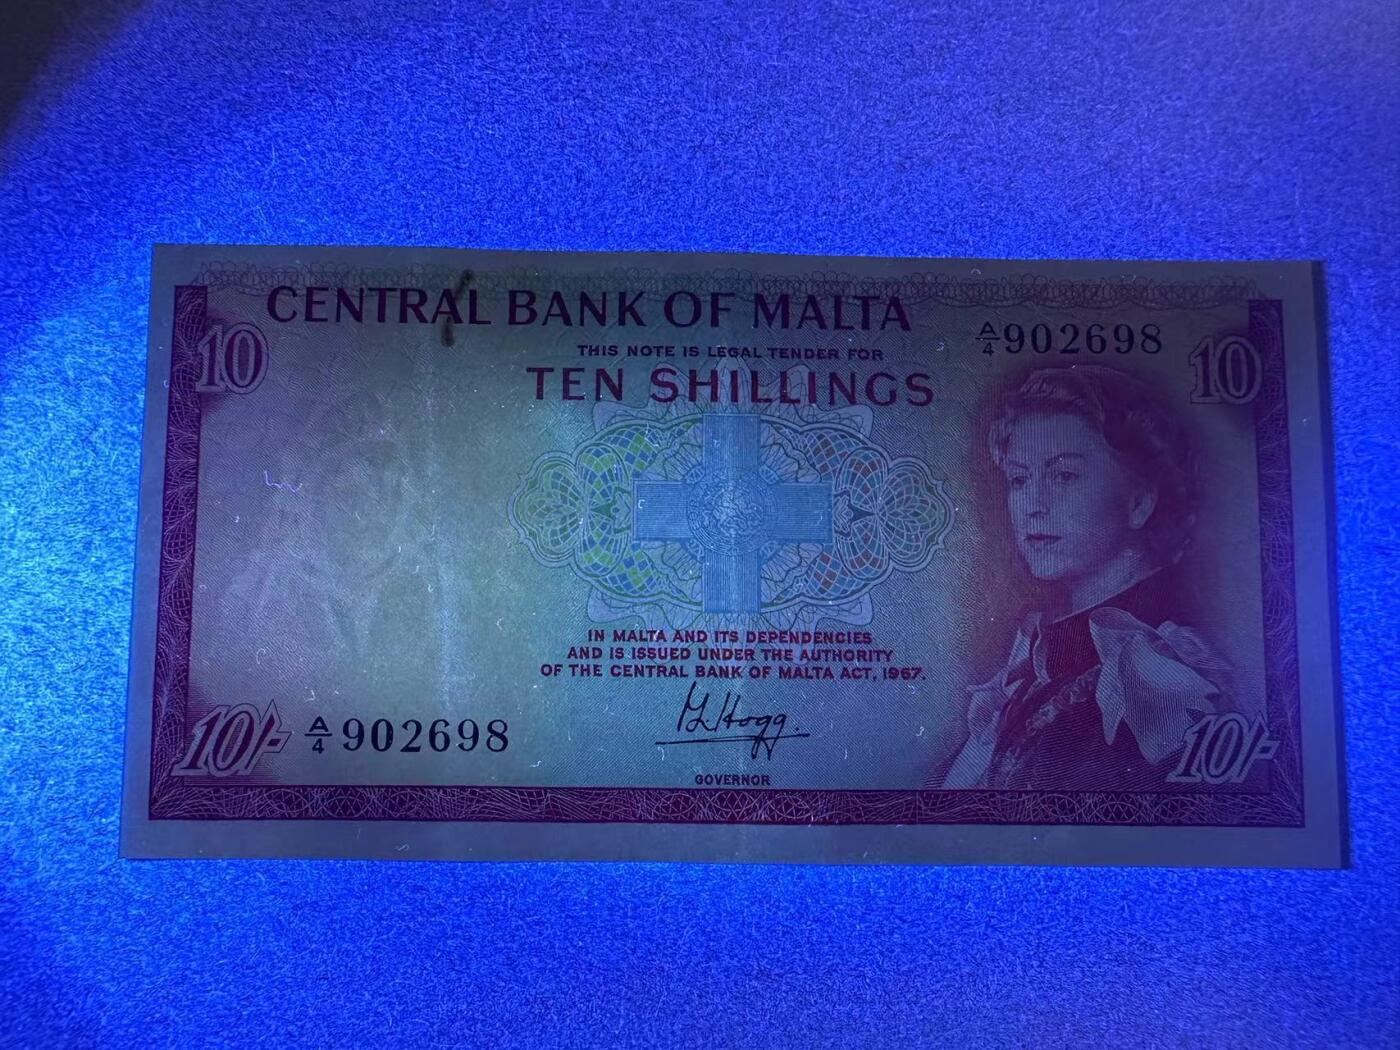 CENTRAL BANK OF MALTA
10
A/4 902698
10
THIS NOTE IS LEGAL TENDER FOR
TEN SHILLINGS
IN MALTA AND ITS DEPENDENCIES
AND IS ISSUED UNDER THE AUTHORITY
OF THE CENTRAL BANK OF MALTA ACT, 1967.
10/-
A/4 902698
Hogg.
10/-
GOVERNOR